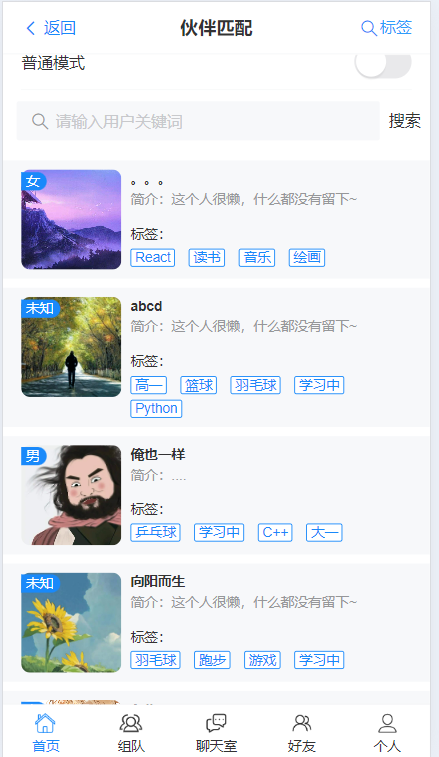 返回
伙伴匹配
标签
普通模式
请输入用户关键词
搜索
女
。。。
简介：这个人很懒，什么都没有留下~
标签：
React 读书 音乐 绘画
未知
abcd
简介：这个人很懒，什么都没有留下~
标签：
高一 篮球 羽毛球 学习中
Python
男
俺也一样
简介：....
标签：
乒乓球 学习中 C++ 大一
未知
向阳而生
简介：这个人很懒，什么都没有留下~
标签：
羽毛球 跑步 游戏 学习中
首页 组队 聊天室 好友 个人